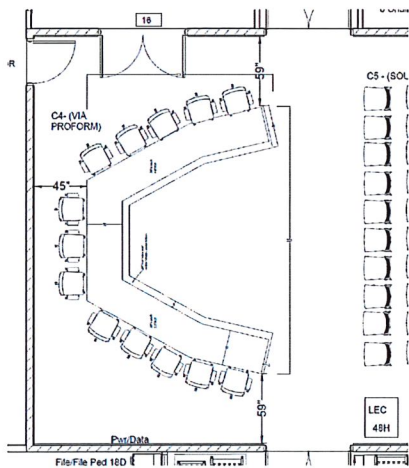 16
59"
C4- (VIA
PROFORM)
C5 - (SOL
45"
59"
LEC
48H
Pwr/Data
File/File Ped 18D